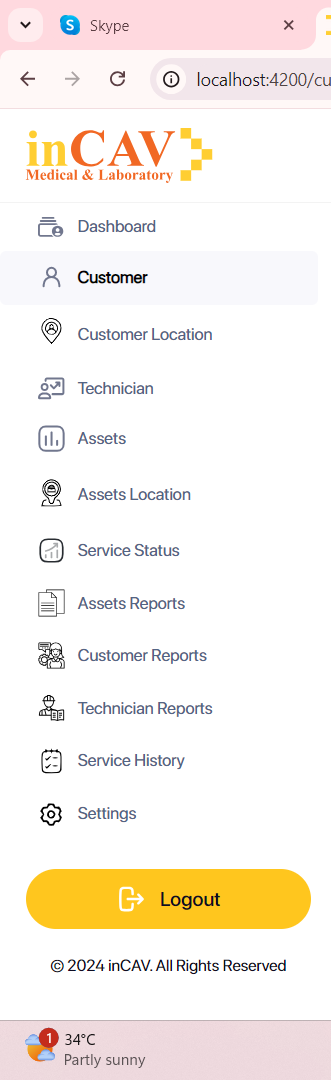 Skype
localhost:4200/cu
inCAV
Medical & Laboratory
Dashboard
Customer
Customer Location
Technician
Assets
Assets Location
Service Status
Assets Reports
Customer Reports
Technician Reports
Service History
Settings
Logout
© 2024 inCAV. All Rights Reserved
1
34°C
Partly sunny